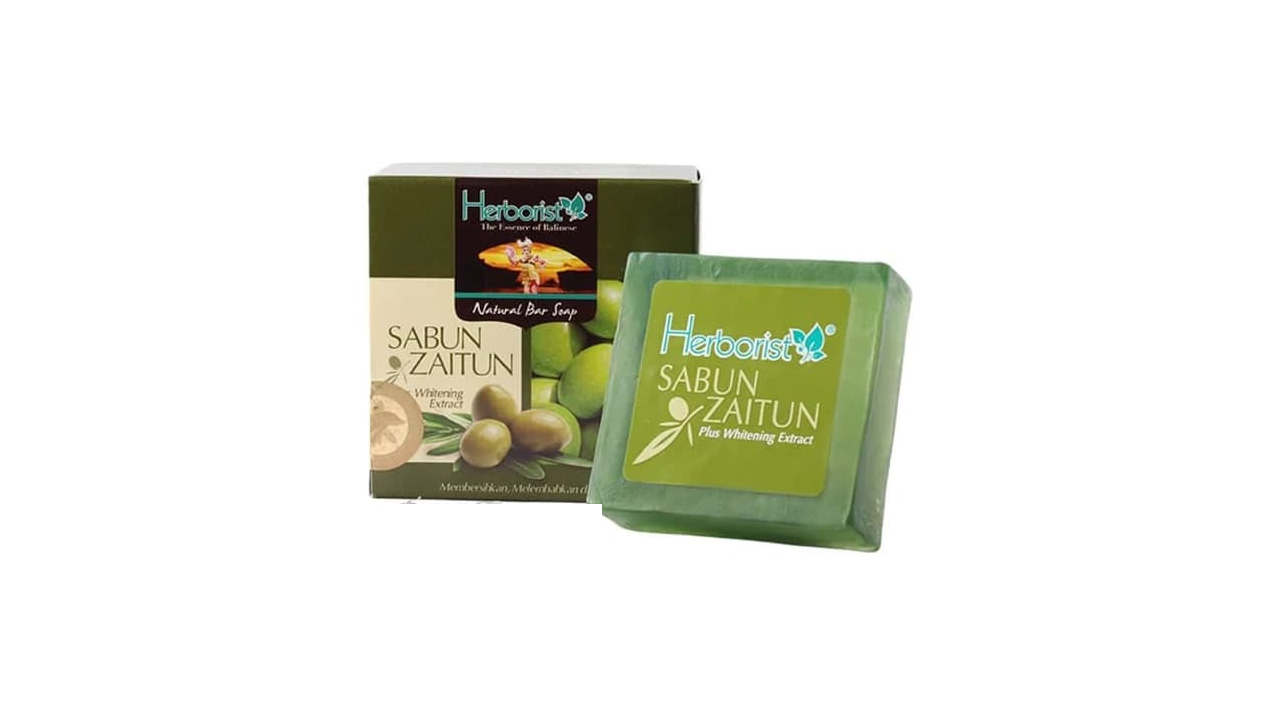 Herborist®
The Essence of Balinese
Natural Bar Soap
SABUN
ZAITUN
Whitening
Extract
Membersihkan, Melembabkan
Herborist®
SABUN
ZAITUN
Plus Whitening Extract